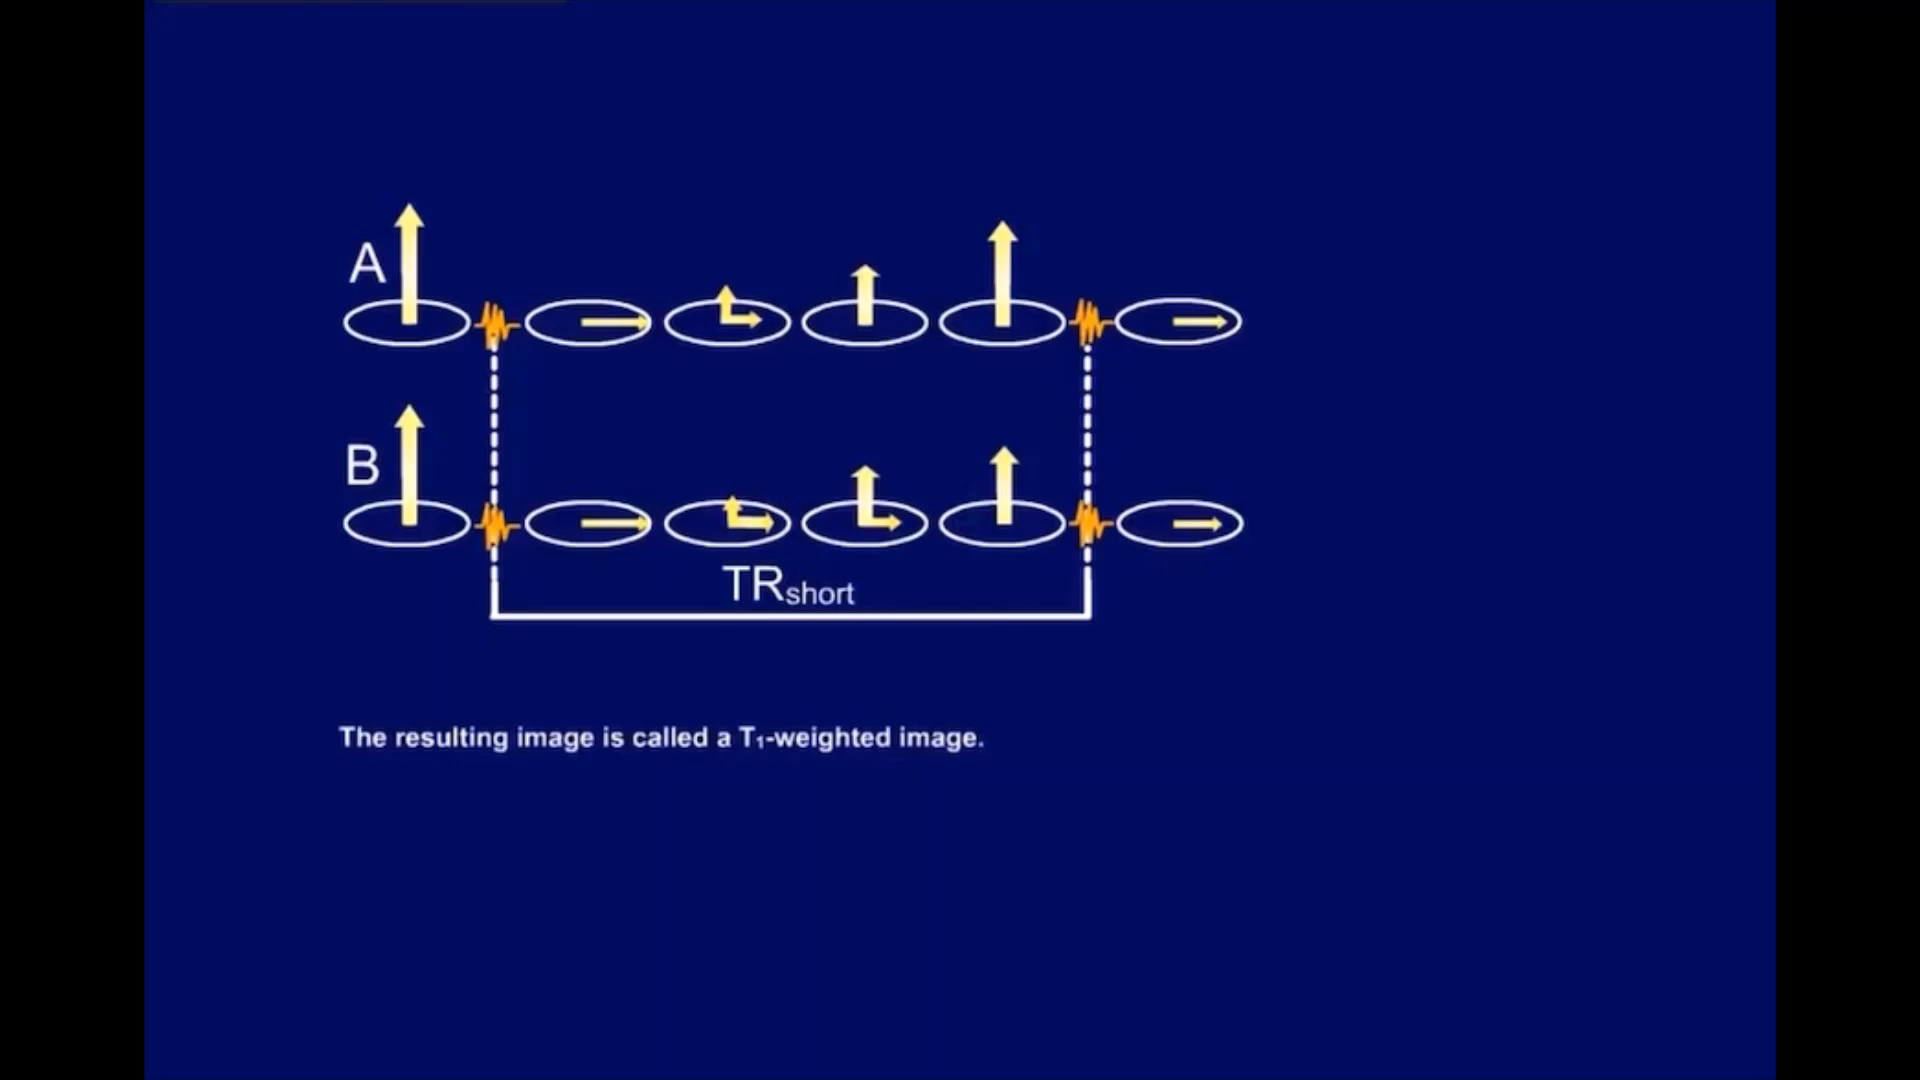 A
B
TRshort
The resulting image is called a T₁-weighted image.